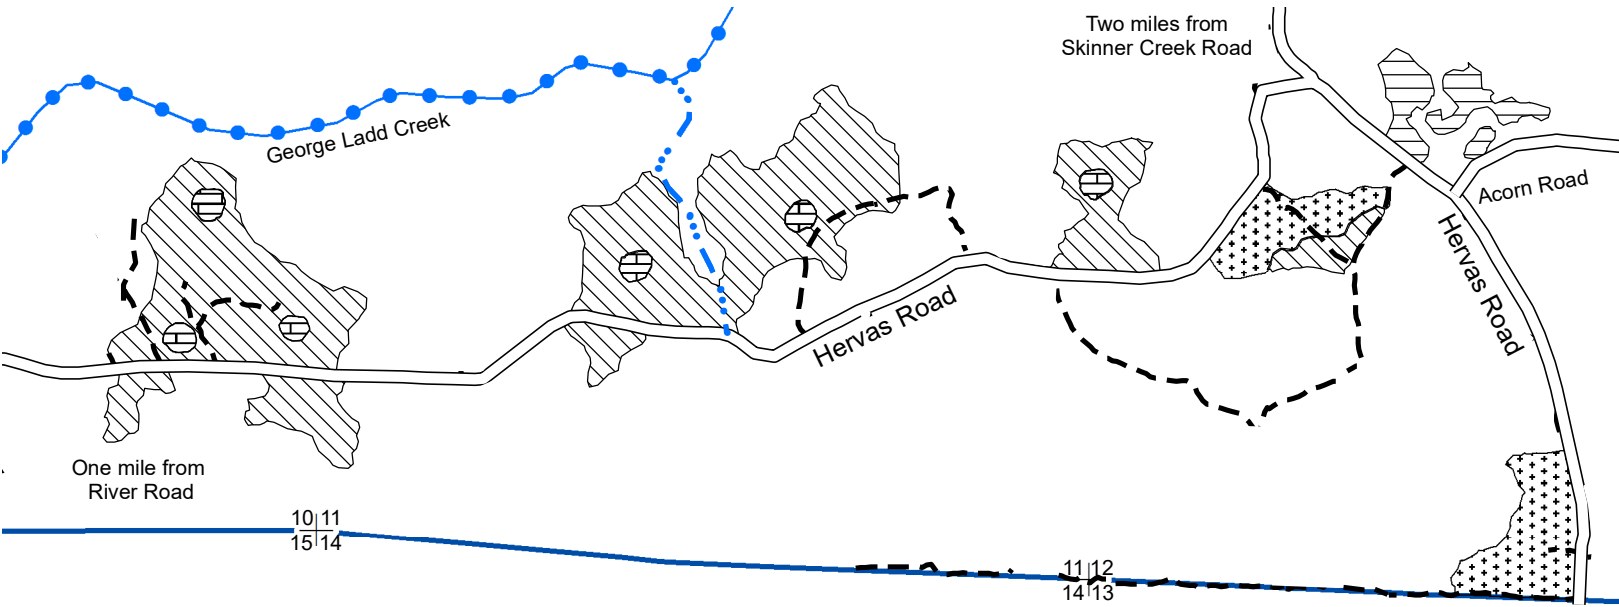 Two miles from
Skinner Creek Road
George Ladd Creek
Acorn Road
Hervas Road
Hervas Road
One mile from
River Road
10 11
15 14
11 12
14 13